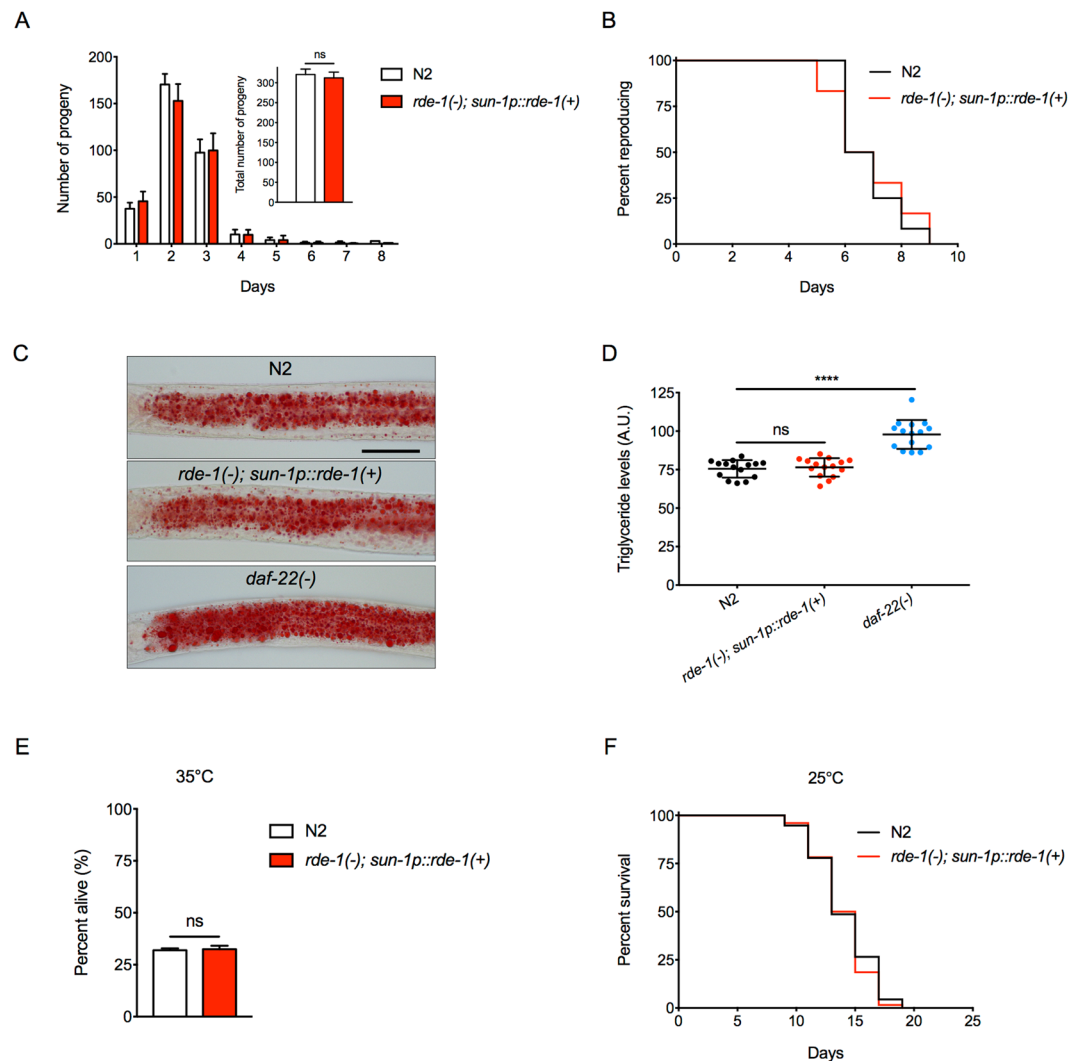 A
B
200
150
100
50
0
Number of progeny
1 2 3 4 5 6 7 8
Days
ns
300
250
200
150
100
50
0
Total number of progeny
N2
rde-1(-); sun-1p::rde-1(+)
100
75
50
25
0
Percent reproducing
0 2 4 6 8 10
Days
N2
rde-1(-); sun-1p::rde-1(+)
C
N2
rde-1(-); sun-1p::rde-1(+)
daf-22(-)
D
125
100
75
50
25
0
Triglyceride levels (A.U.)
****
ns
N2
rde-1(-); sun-1p::rde-1(+)
daf-22(-)
E
35°C
100
75
50
25
0
Percent alive (%)
ns
N2
rde-1(-); sun-1p::rde-1(+)
F
25°C
100
75
50
25
0
Percent survival
0 5 10 15 20 25
Days
N2
rde-1(-); sun-1p::rde-1(+)